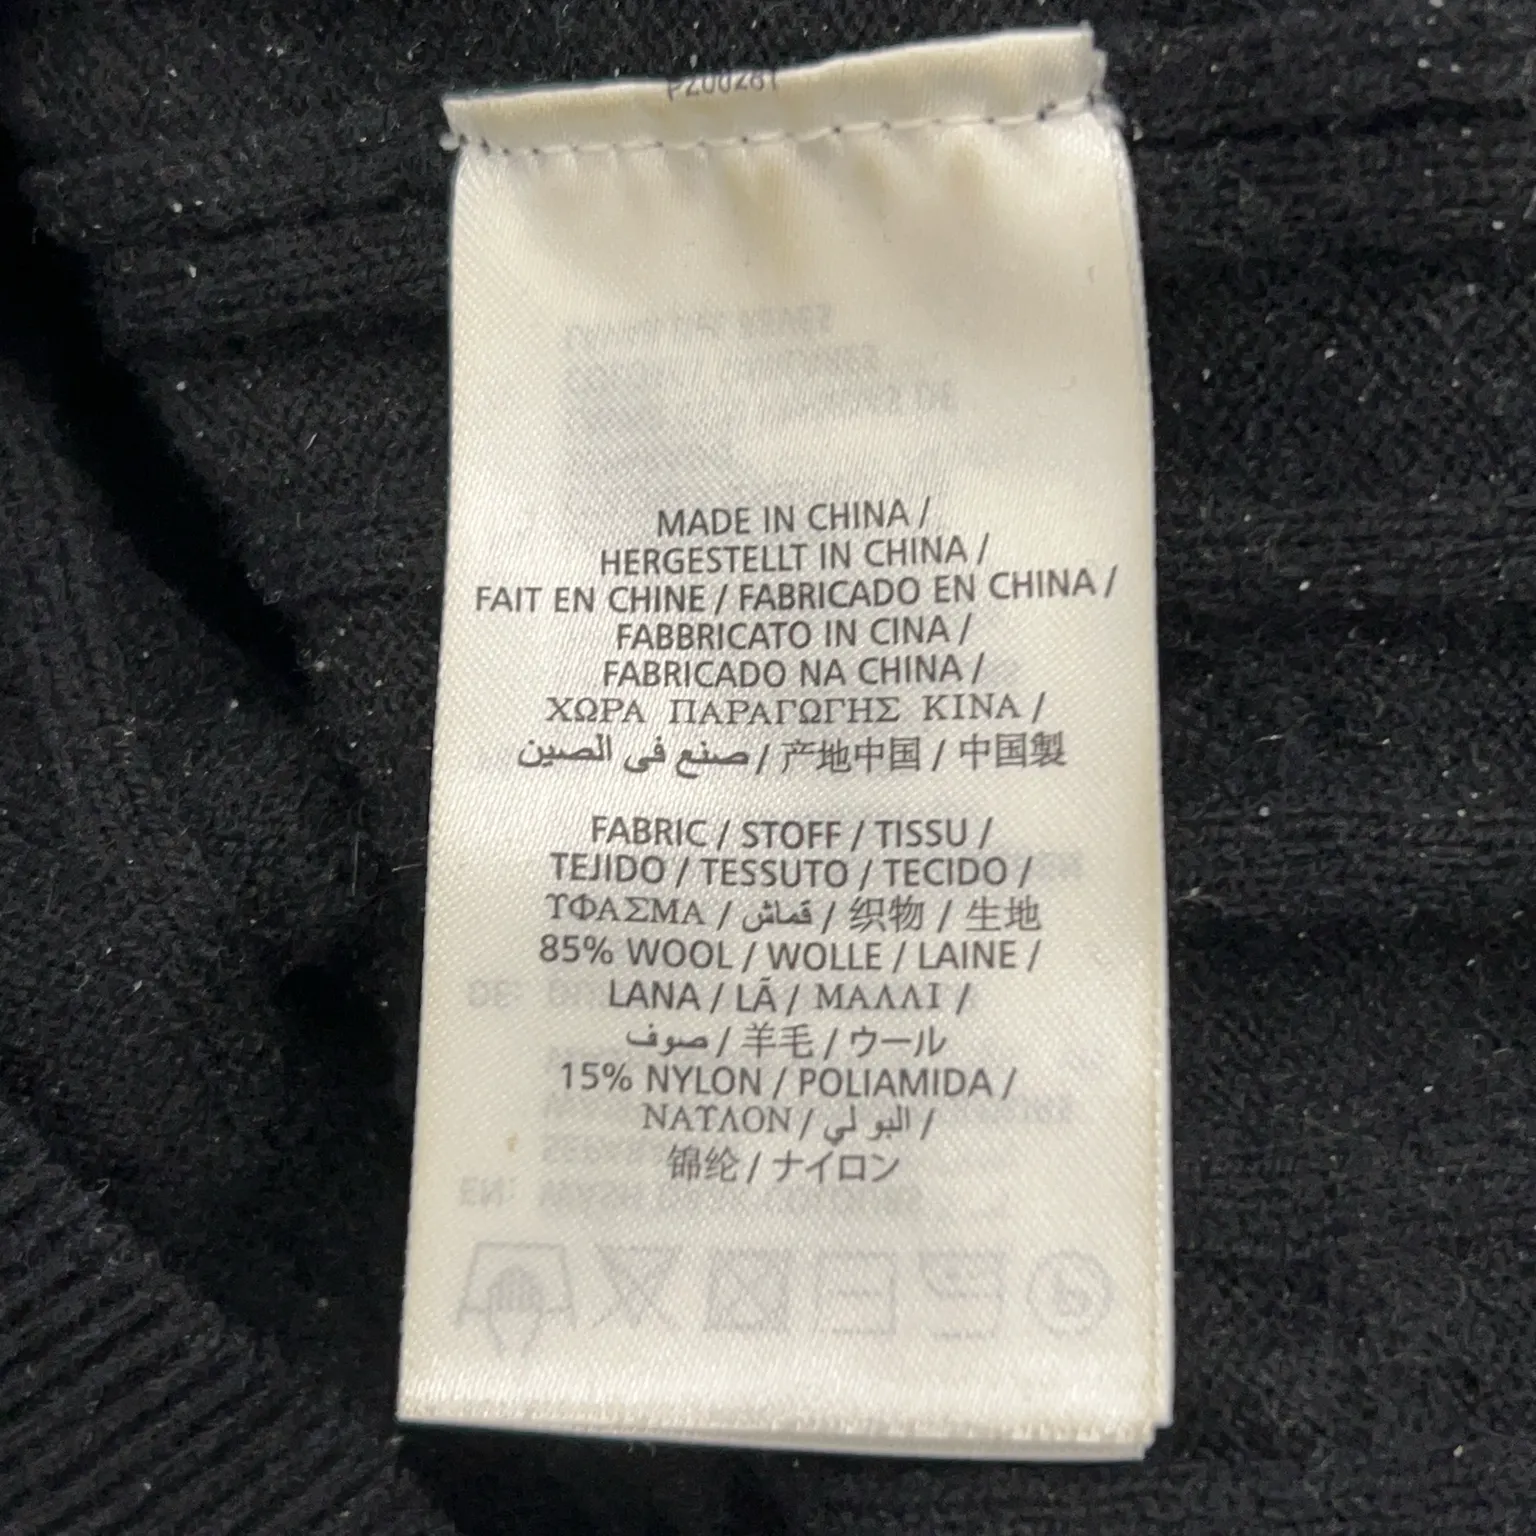 P200281
MADE IN CHINA /
HERGESTELLT IN CHINA /
FAIT EN CHINE / FABRICADO EN CHINA /
FABBRICATO IN CINA /
FABRICADO NA CHINA /
ΧΩΡΑ ΠΑΡΑΓΩΓΗΣ ΚΙΝΑ /
صنع في الصين / 产地中国 / 中国製
FABRIC / STOFF / TISSU /
TEJIDO / TESSUTO / TECIDO /
ΥΦΑΣΜΑ / قماش / 织物 / 生地
85% WOOL / WOLLE / LAINE /
LANA / LÃ / ΜΑΛΛΙ /
صوف / 羊毛 / ウール
15% NYLON / POLIAMIDA /
ΝΑΥΛΟΝ / البو لي /
锦纶 / ナイロン